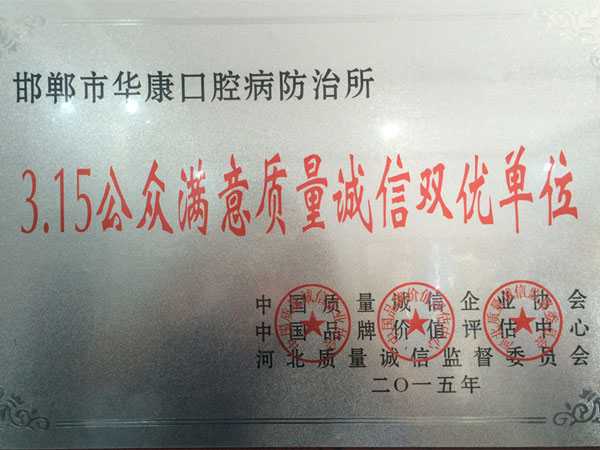 邯郸市华康口腔病防治所
3.15公众满意质量诚信双优单位
中国质量诚信企业协会
中国品牌价值评估中心
河北质量诚信监督委员会
二〇一五年